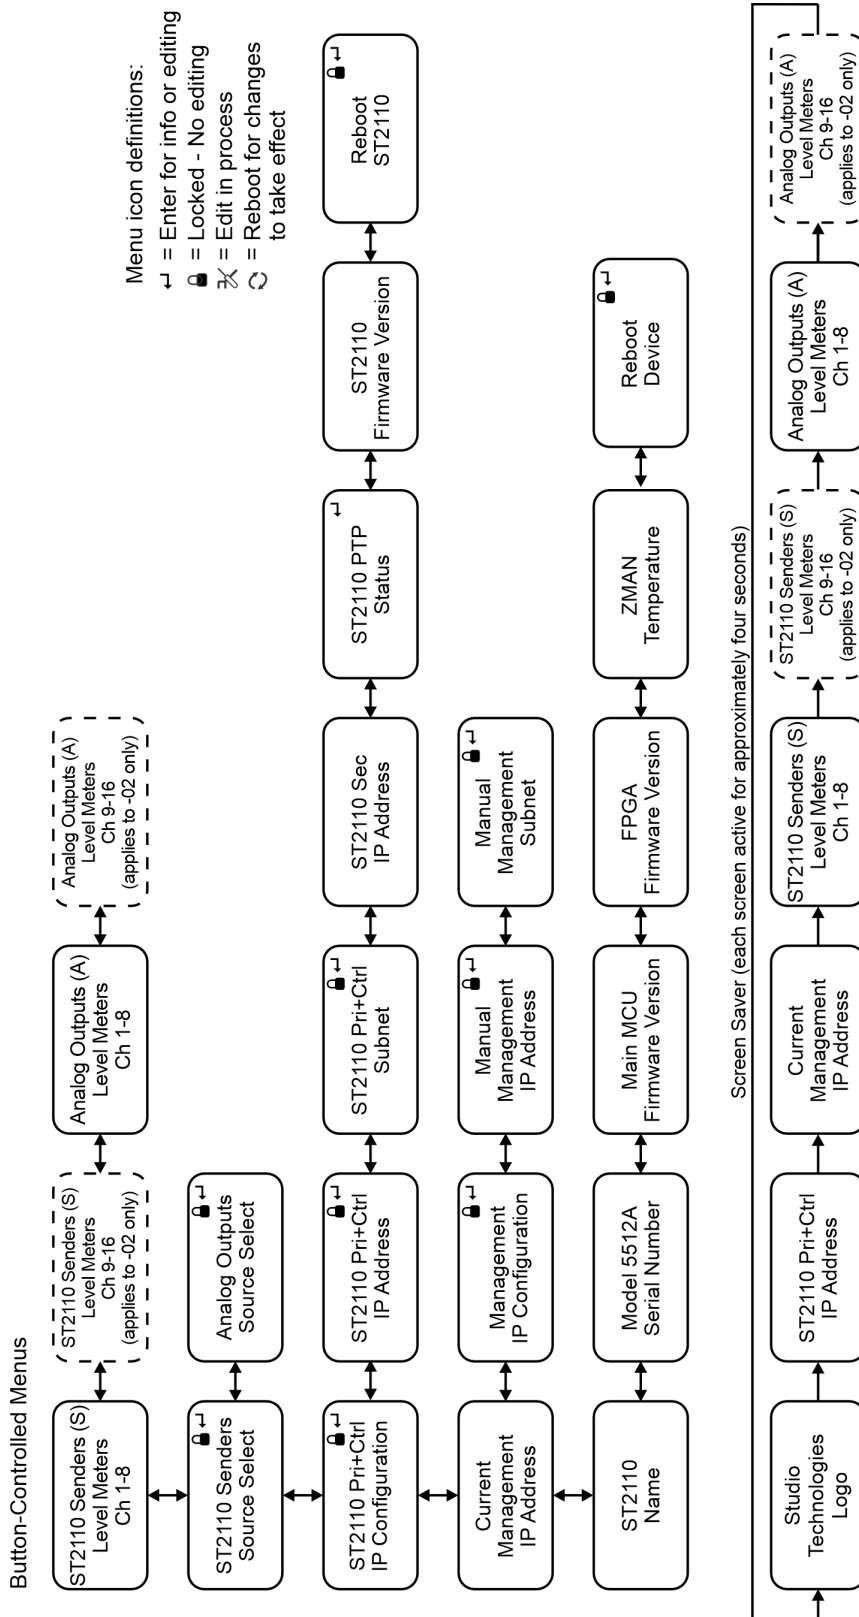 Button-Controlled Menus
Menu icon definitions:
↵ = Enter for info or editing
= Locked - No editing
= Edit in process
= Reboot for changes
to take effect
ST2110 Senders (S)
Level Meters
Ch 1-8
ST2110 Senders (S)
Level Meters
Ch 9-16
(applies to -02 only)
Analog Outputs (A)
Level Meters
Ch 1-8
Analog Outputs (A)
Level Meters
Ch 9-16
(applies to -02 only)
ST2110 Senders
Source Select
Analog Outputs
Source Select
ST2110 Pri+Ctrl
IP Configuration
ST2110 Pri+Ctrl
IP Address
ST2110 Pri+Ctrl
Subnet
ST2110 Sec
IP Address
ST2110 PTP
Status
ST2110
Firmware Version
Reboot
ST2110
Current
Management
IP Address
Management
IP Configuration
Manual
Management
IP Address
Manual
Management
Subnet
ST2110
Name
Model 5512A
Serial Number
Main MCU
Firmware Version
FPGA
Firmware Version
ZMAN
Temperature
Reboot
Device
Screen Saver (each screen active for approximately four seconds)
Studio
Technologies
Logo
ST2110 Pri+Ctrl
IP Address
Current
Management
IP Address
ST2110 Senders (S)
Level Meters
Ch 1-8
ST2110 Senders (S)
Level Meters
Ch 9-16
(applies to -02 only)
Analog Outputs (A)
Level Meters
Ch 1-8
Analog Outputs (A)
Level Meters
Ch 9-16
(applies to -02 only)